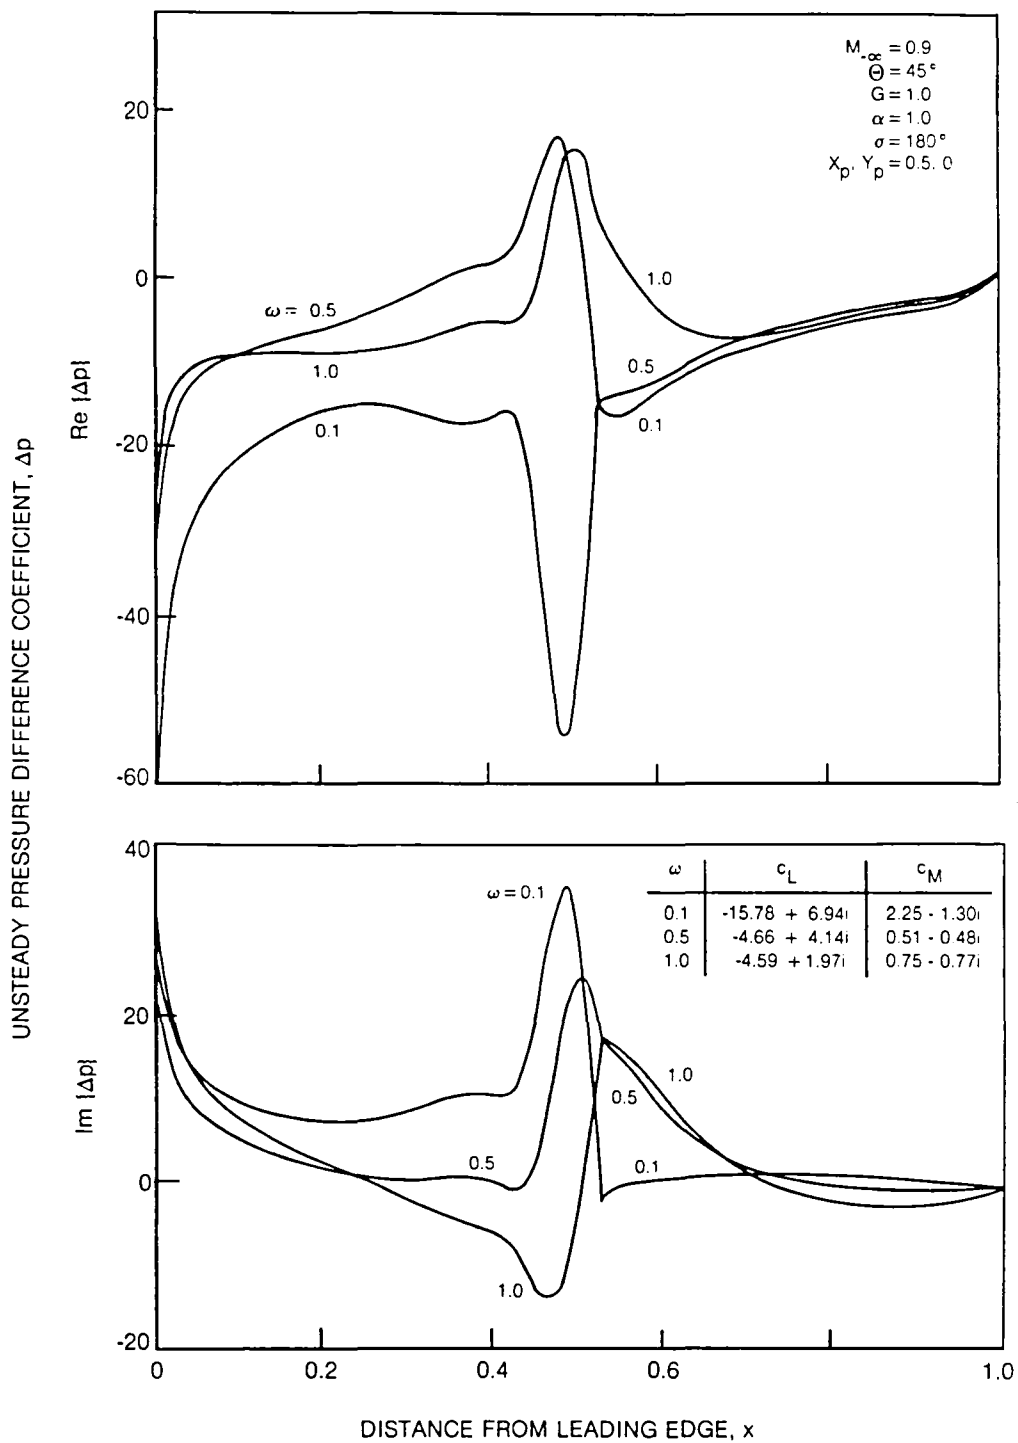 M-∞ = 0.9
Θ = 45°
G = 1.0
α = 1.0
σ = 180°
Xp, Yp = 0.5, 0
20
0
-20
-40
-60
Re {Δp}
ω = 0.5
1.0
0.1
1.0
0.5
0.1
UNSTEADY PRESSURE DIFFERENCE COEFFICIENT, Δp
40
20
0
-20
Im {Δp}
ω = 0.1
0.5
1.0
1.0
0.5
0.1
ω cL cM
0.1 -15.78 + 6.94i 2.25 - 1.30i
0.5 -4.66 + 4.14i 0.51 - 0.48i
1.0 -4.59 + 1.97i 0.75 - 0.77i
0 0.2 0.4 0.6 1.0
DISTANCE FROM LEADING EDGE, x